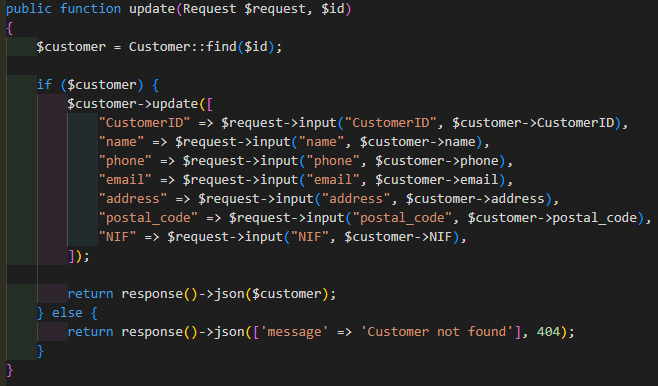 public function update(Request $request, $id)
{
    $customer = Customer::find($id);

    if ($customer) {
        $customer->update([
            "CustomerID" => $request->input("CustomerID", $customer->CustomerID),
            "name" => $request->input("name", $customer->name),
            "phone" => $request->input("phone", $customer->phone),
            "email" => $request->input("email", $customer->email),
            "address" => $request->input("address", $customer->address),
            "postal_code" => $request->input("postal_code", $customer->postal_code),
            "NIF" => $request->input("NIF", $customer->NIF),
        ]);

        return response()->json($customer);
    } else {
        return response()->json(['message' => 'Customer not found'], 404);
    }
}